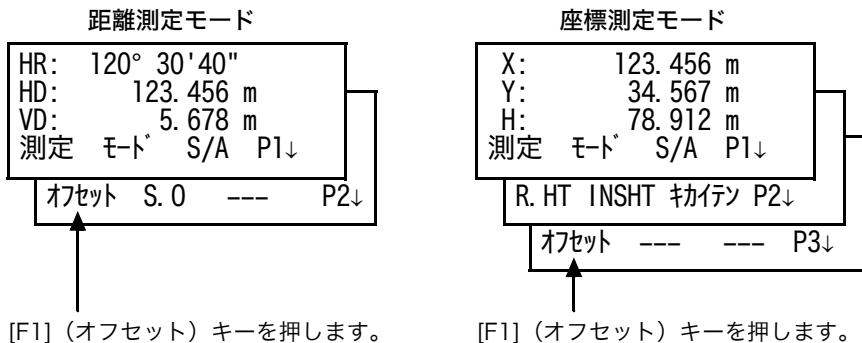 距離測定モード
HR: 120° 30'40"
HD: 123.456 m
VD: 5.678 m
測定 ﾓｰﾄﾞ S/A P1↓
ｵﾌｾｯﾄ S.O --- P2↓
[F1]（オフセット）キーを押します。
座標測定モード
X: 123.456 m
Y: 34.567 m
H: 78.912 m
測定 ﾓｰﾄﾞ S/A P1↓
R.HT INSHT ｷｶｲﾃﾝ P2↓
ｵﾌｾｯﾄ --- --- P3↓
[F1]（オフセット）キーを押します。